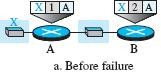 X 1 A X 2 A
X
A B
a. Before failure